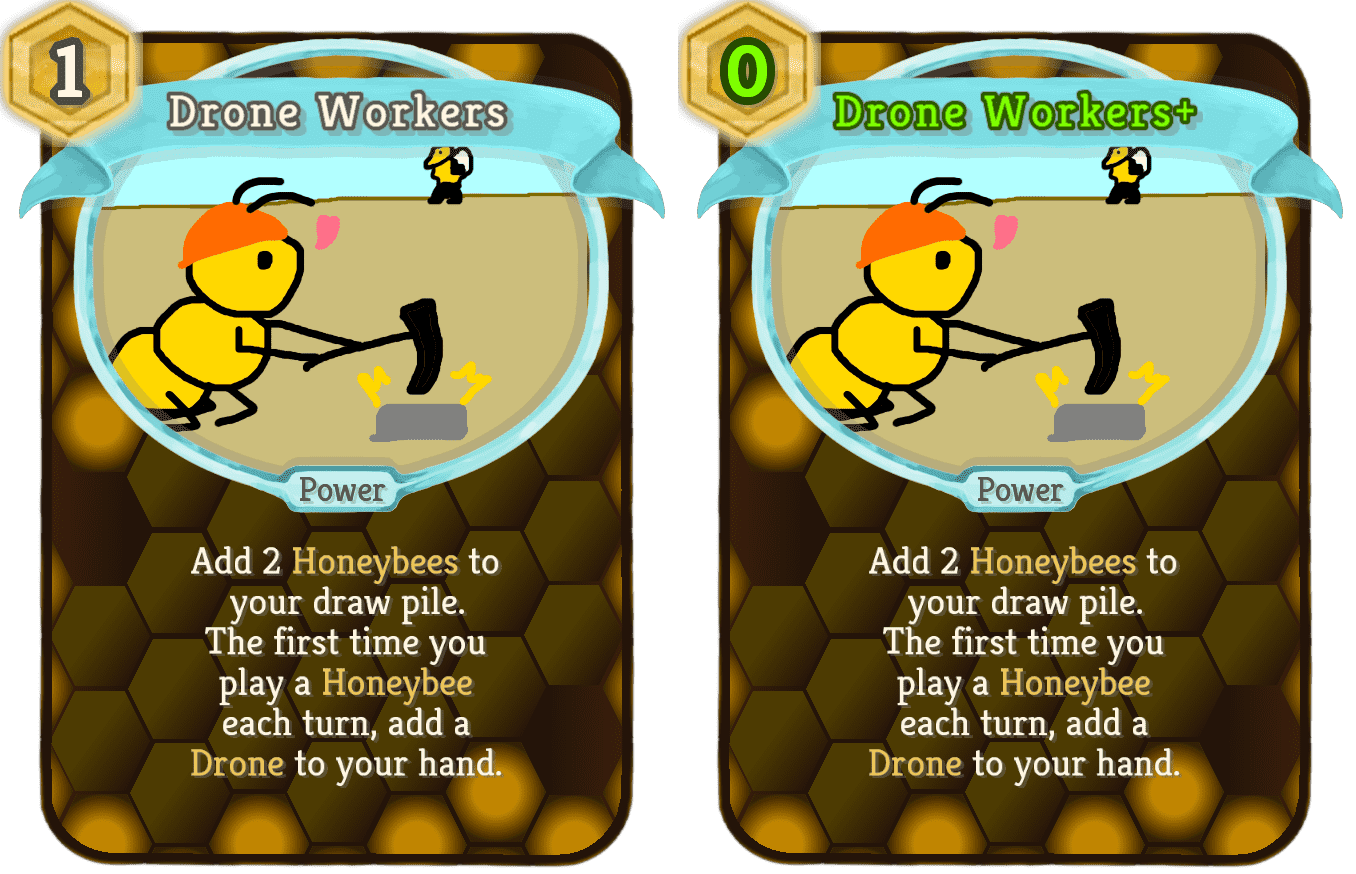 1
Drone Workers
Power
Add 2 Honeybees to
your draw pile.
The first time you
play a Honeybee
each turn, add a
Drone to your hand.
0
Drone Workers+
Power
Add 2 Honeybees to
your draw pile.
The first time you
play a Honeybee
each turn, add a
Drone to your hand.